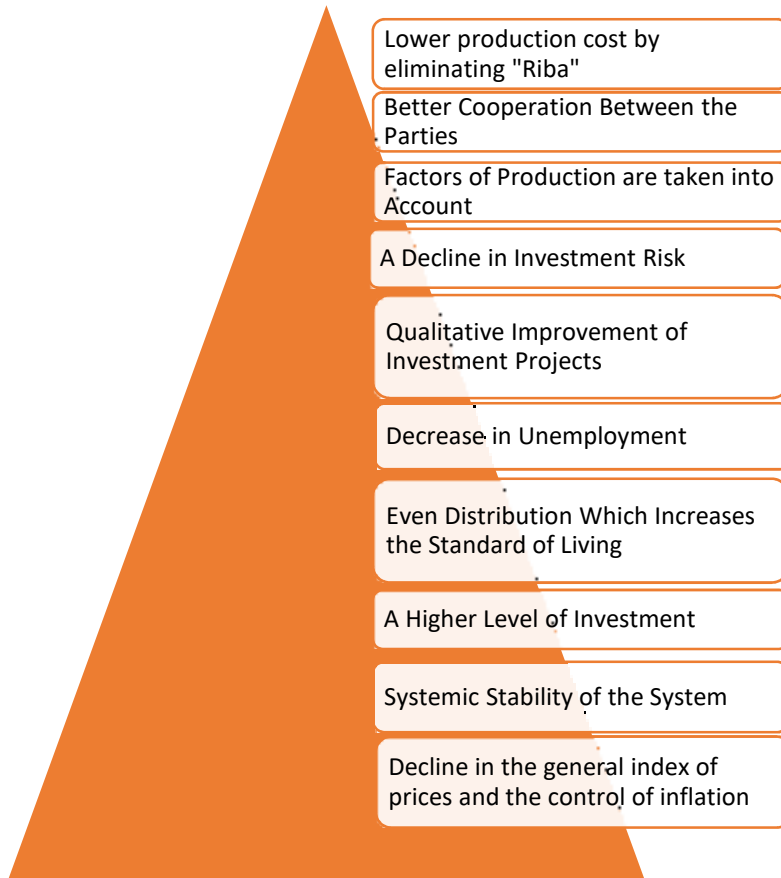 Lower production cost by
eliminating "Riba"
Better Cooperation Between the
Parties
Factors of Production are taken into
Account
A Decline in Investment Risk
Qualitative Improvement of
Investment Projects
Decrease in Unemployment
Even Distribution Which Increases
the Standard of Living
A Higher Level of Investment
Systemic Stability of the System
Decline in the general index of
prices and the control of inflation